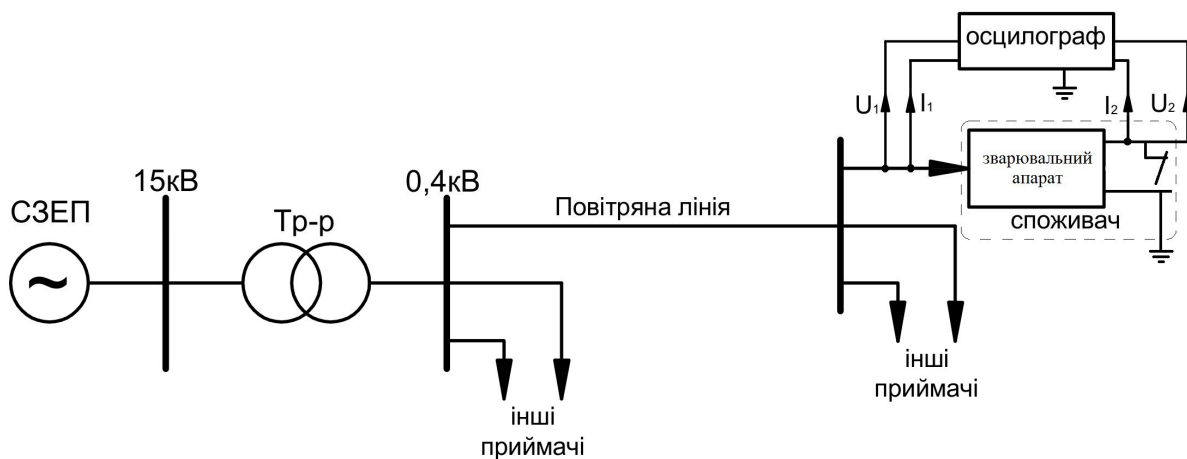 осцилограф
U1
I1
I2
U2
зварювальний
апарат
споживач
15кВ
0,4кВ
СЗЕП
Тр-р
Повітряна лінія
~
інші
приймачі
інші
приймачі